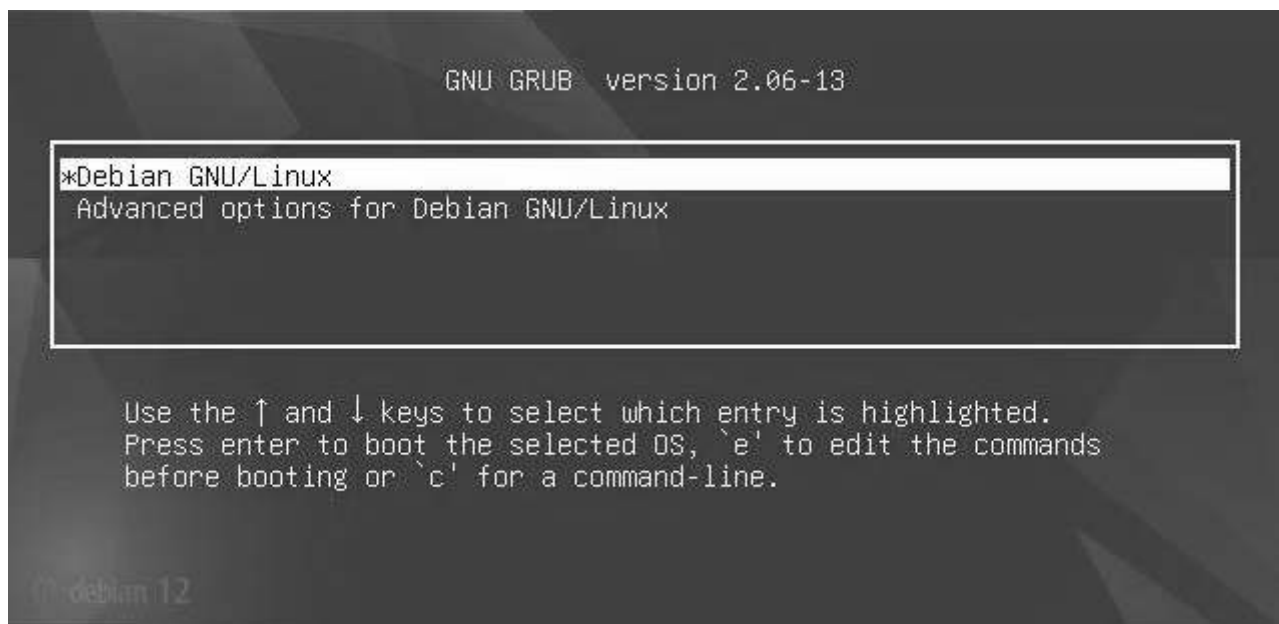 GNU GRUB version 2.06-13
*Debian GNU/Linux
Advanced options for Debian GNU/Linux
Use the ↑ and ↓ keys to select which entry is highlighted.
Press enter to boot the selected OS, `e' to edit the commands
before booting or `c' for a command-line.
debian 12